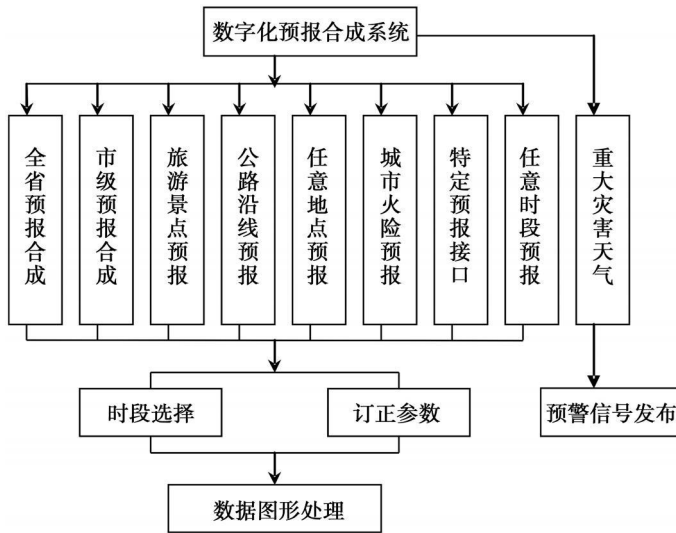 数字化预报合成系统
全省预报合成
市级预报合成
旅游景点预报
公路沿线预报
任意地点预报
城市火险预报
特定预报接口
任意时段预报
重大灾害天气
时段选择
订正参数
预警信号发布
数据图形处理